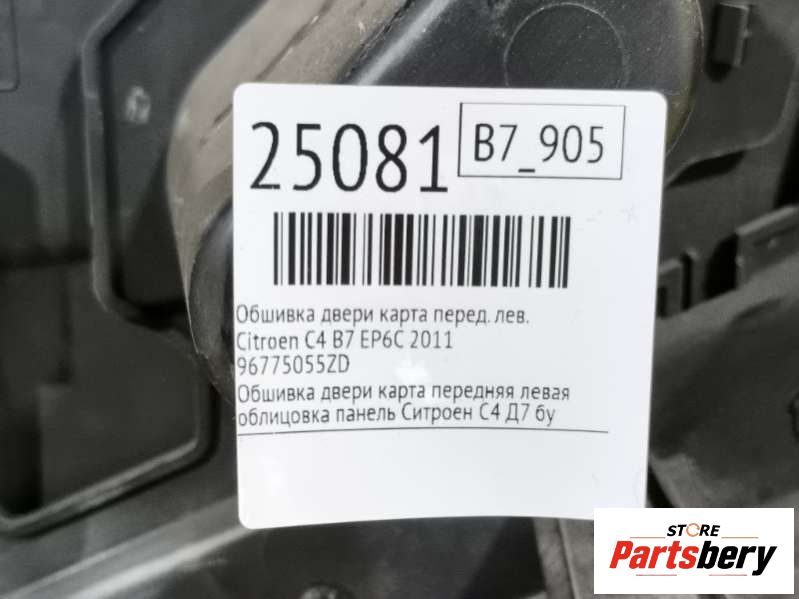 25081
B7_905
Обшивка двери карта перед. лев.
Citroen C4 B7 EP6C 2011
96775055ZD
Обшивка двери карта передняя левая
облицовка панель Ситроен С4 Д7 бу
STORE
Partsbery